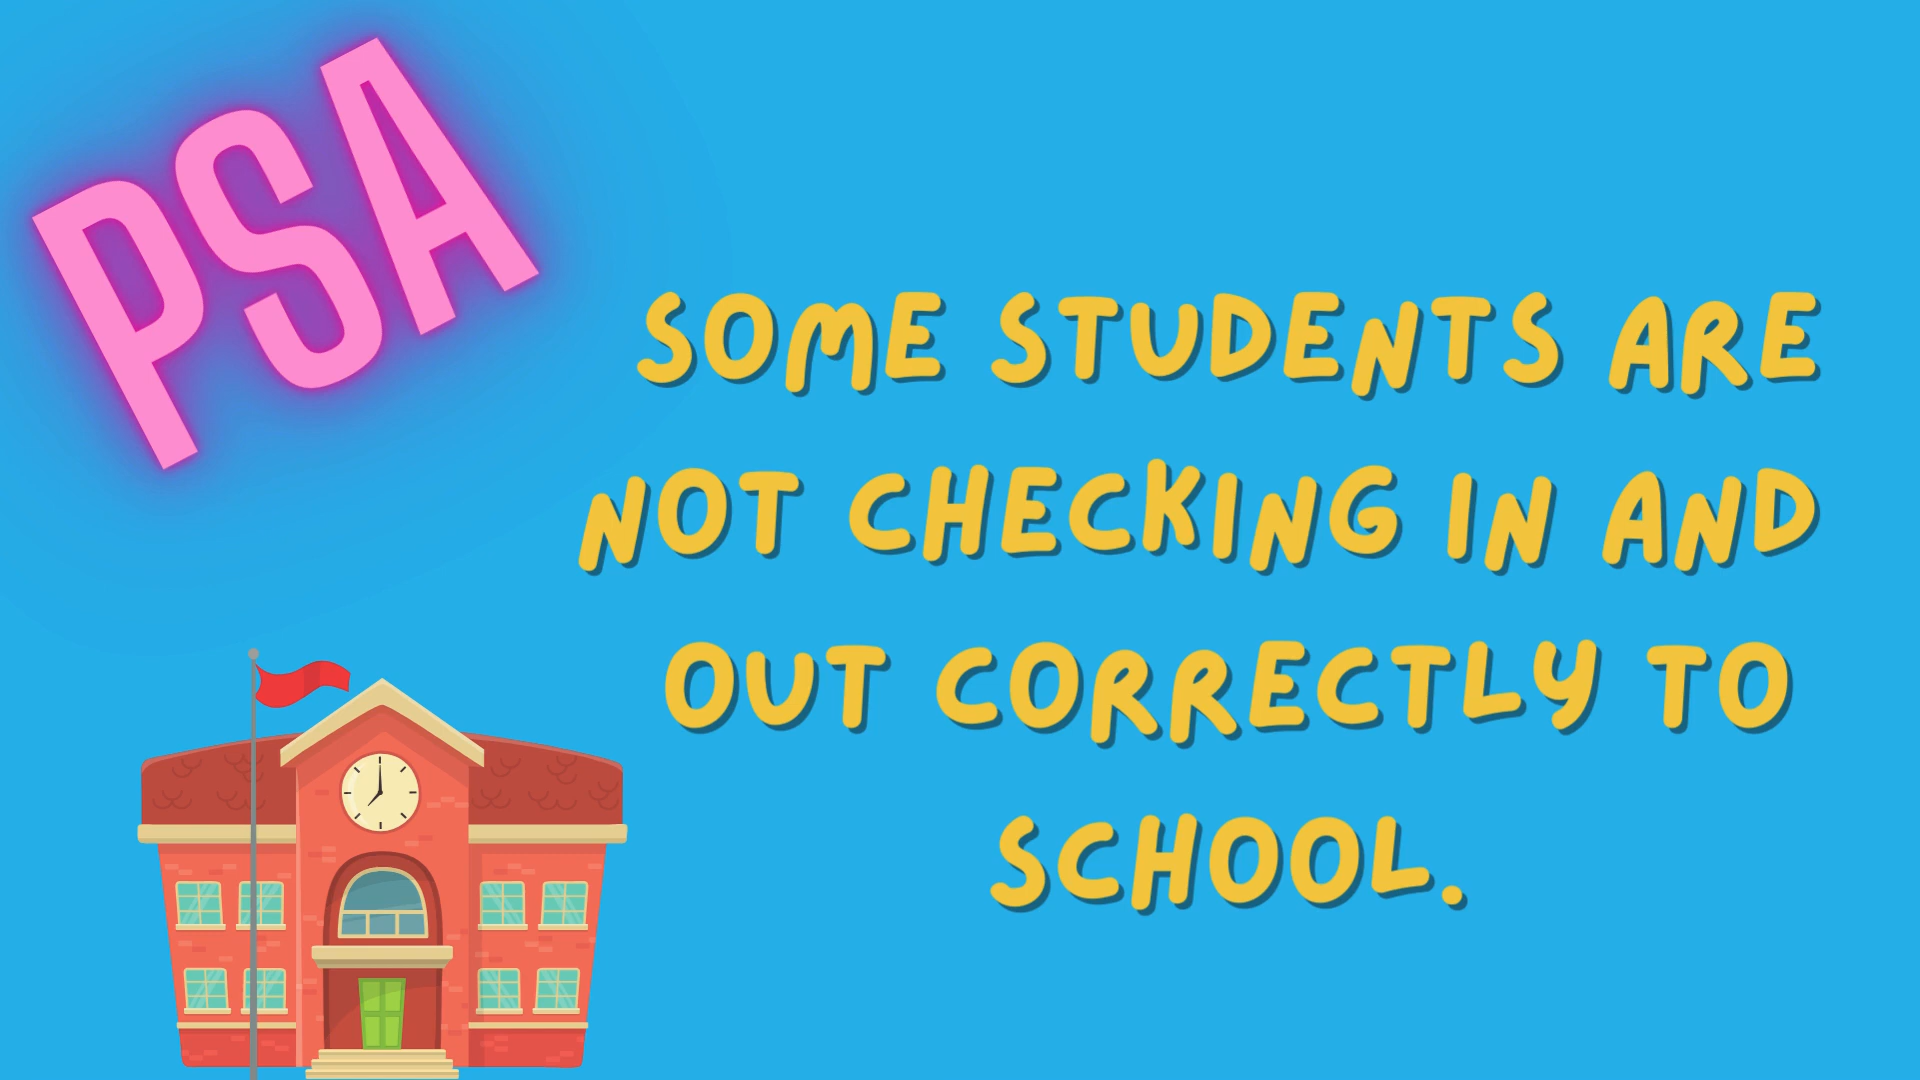 PSA
SOME STUDENTS ARE
NOT CHECKING IN AND
OUT CORRECTLY TO
SCHOOL.